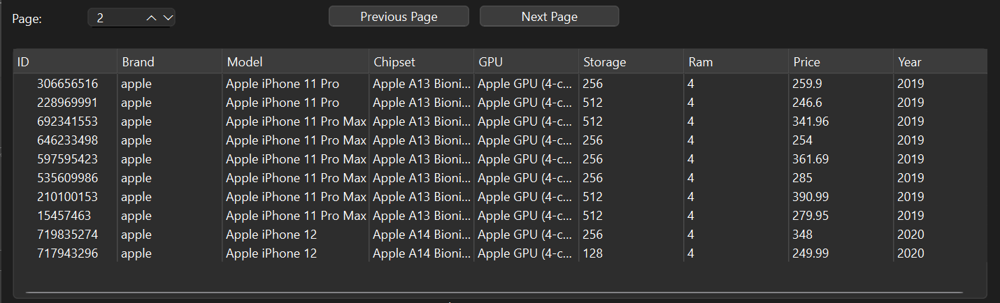 Page: 2 Previous Page Next Page
ID Brand Model Chipset GPU Storage Ram Price Year
306656516 apple Apple iPhone 11 Pro Apple A13 Bioni... Apple GPU (4-c... 256 4 259.9 2019
228969991 apple Apple iPhone 11 Pro Apple A13 Bioni... Apple GPU (4-c... 512 4 246.6 2019
692341553 apple Apple iPhone 11 Pro Max Apple A13 Bioni... Apple GPU (4-c... 512 4 341.96 2019
646233498 apple Apple iPhone 11 Pro Max Apple A13 Bioni... Apple GPU (4-c... 256 4 254 2019
597595423 apple Apple iPhone 11 Pro Max Apple A13 Bioni... Apple GPU (4-c... 256 4 361.69 2019
535609986 apple Apple iPhone 11 Pro Max Apple A13 Bioni... Apple GPU (4-c... 256 4 285 2019
210100153 apple Apple iPhone 11 Pro Max Apple A13 Bioni... Apple GPU (4-c... 512 4 390.99 2019
15457463 apple Apple iPhone 11 Pro Max Apple A13 Bioni... Apple GPU (4-c... 512 4 279.95 2019
719835274 apple Apple iPhone 12 Apple A14 Bioni... Apple GPU (4-c... 256 4 348 2020
717943296 apple Apple iPhone 12 Apple A14 Bioni... Apple GPU (4-c... 128 4 249.99 2020